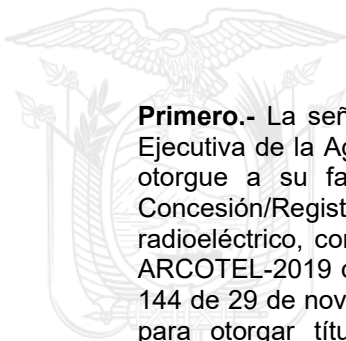 Primero.- La señ
Ejecutiva de la Ag
otorgue a su fa
Concesión/Regist
radioeléctrico, cor
ARCOTEL-2019 c
144 de 29 de nov
para otorgar títu